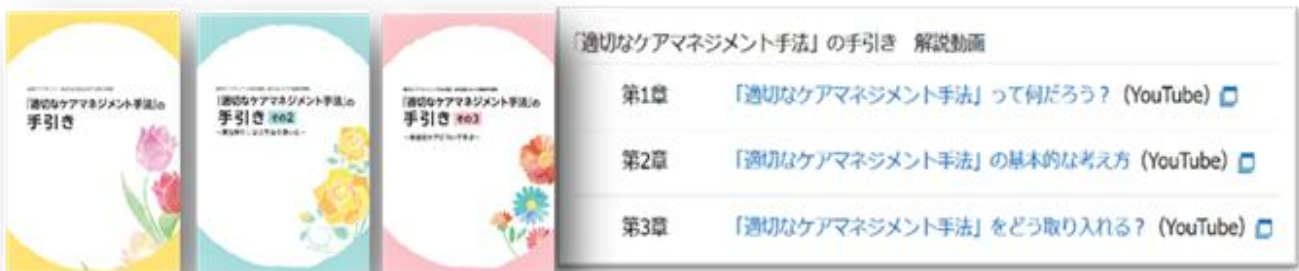 「適切なケアマネジメント手法」の
手引き
「適切なケアマネジメント手法」の
手引き その2
「適切なケアマネジメント手法」の
手引き その3
「適切なケアマネジメント手法」の手引き 解説動画
第1章 「適切なケアマネジメント手法」って何だろう？ (YouTube)
第2章 「適切なケアマネジメント手法」の基本的な考え方 (YouTube)
第3章 「適切なケアマネジメント手法」をどう取り入れる？ (YouTube)